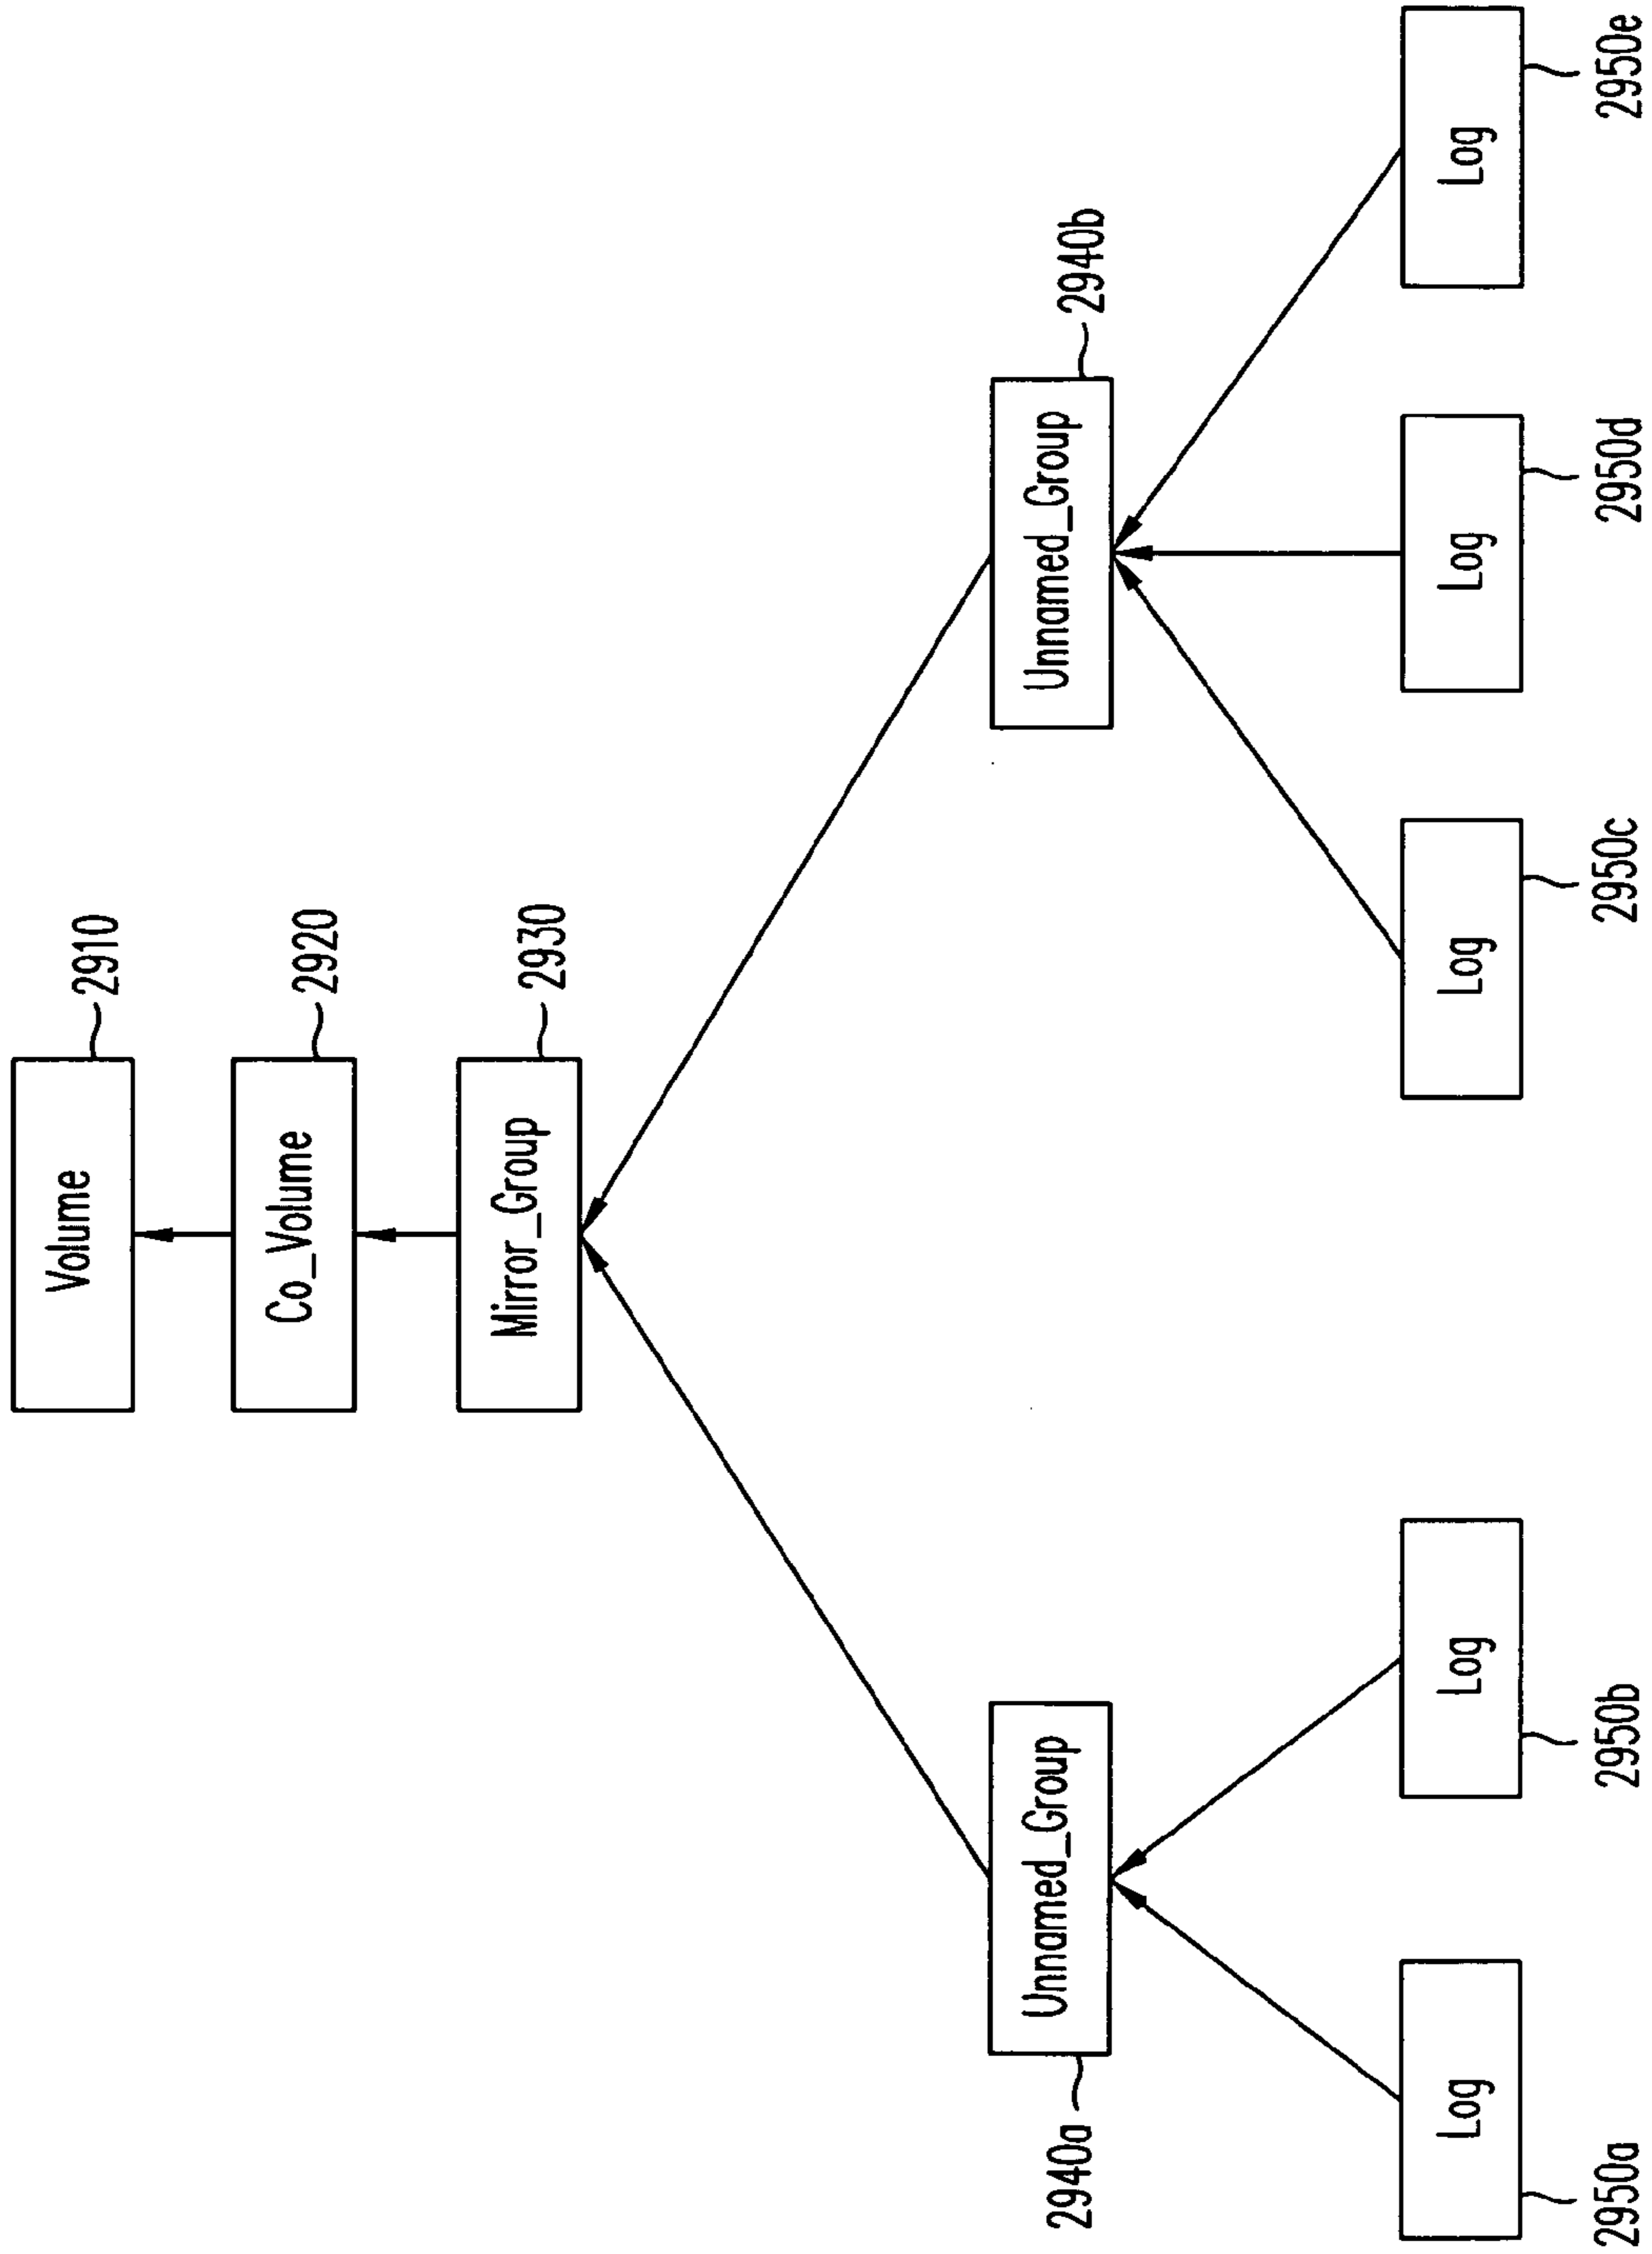 Volume
2910
Co_Volume
2920
Mirror_Group
2930
Unnamed_Group
2940a
Unnamed_Group
2940b
Log
2950a
Log
2950b
Log
2950c
Log
2950d
Log
2950e